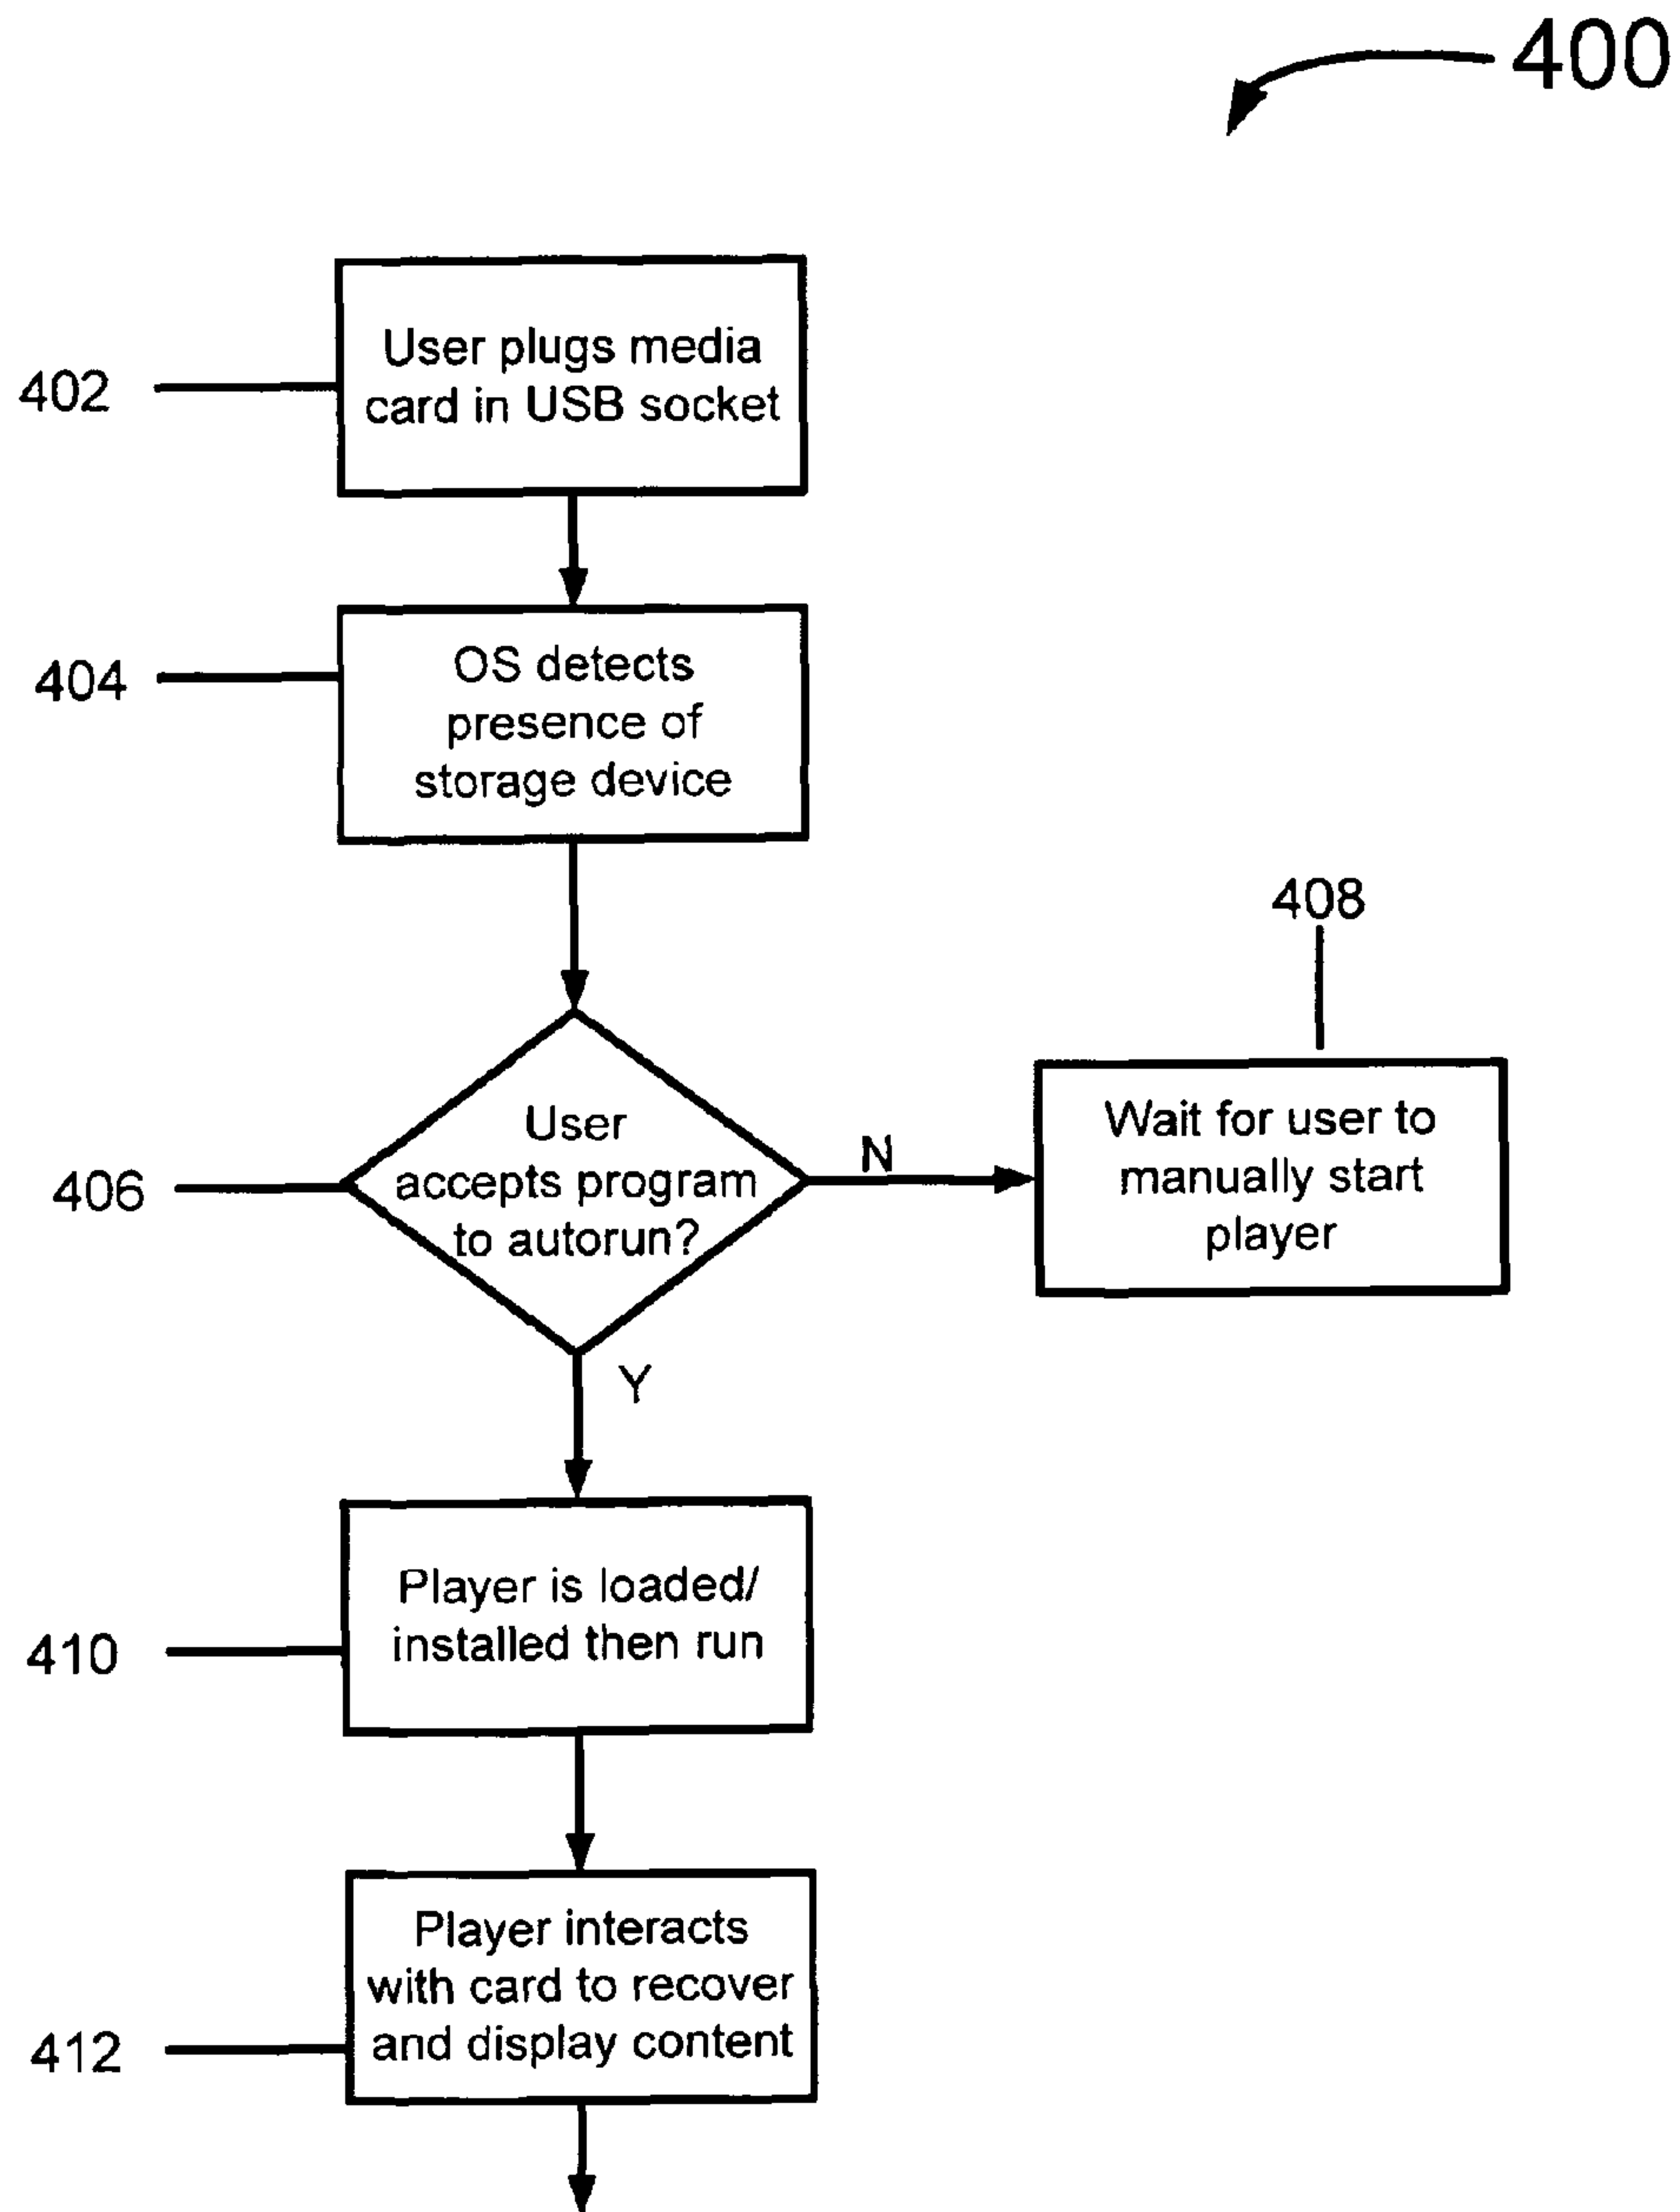 400
402
User plugs media
card in USB socket
404
OS detects
presence of
storage device
408
406
User
accepts program
to autorun?
N
Wait for user to
manually start
player
Y
410
Player is loaded/
installed then run
412
Player interacts
with card to recover
and display content